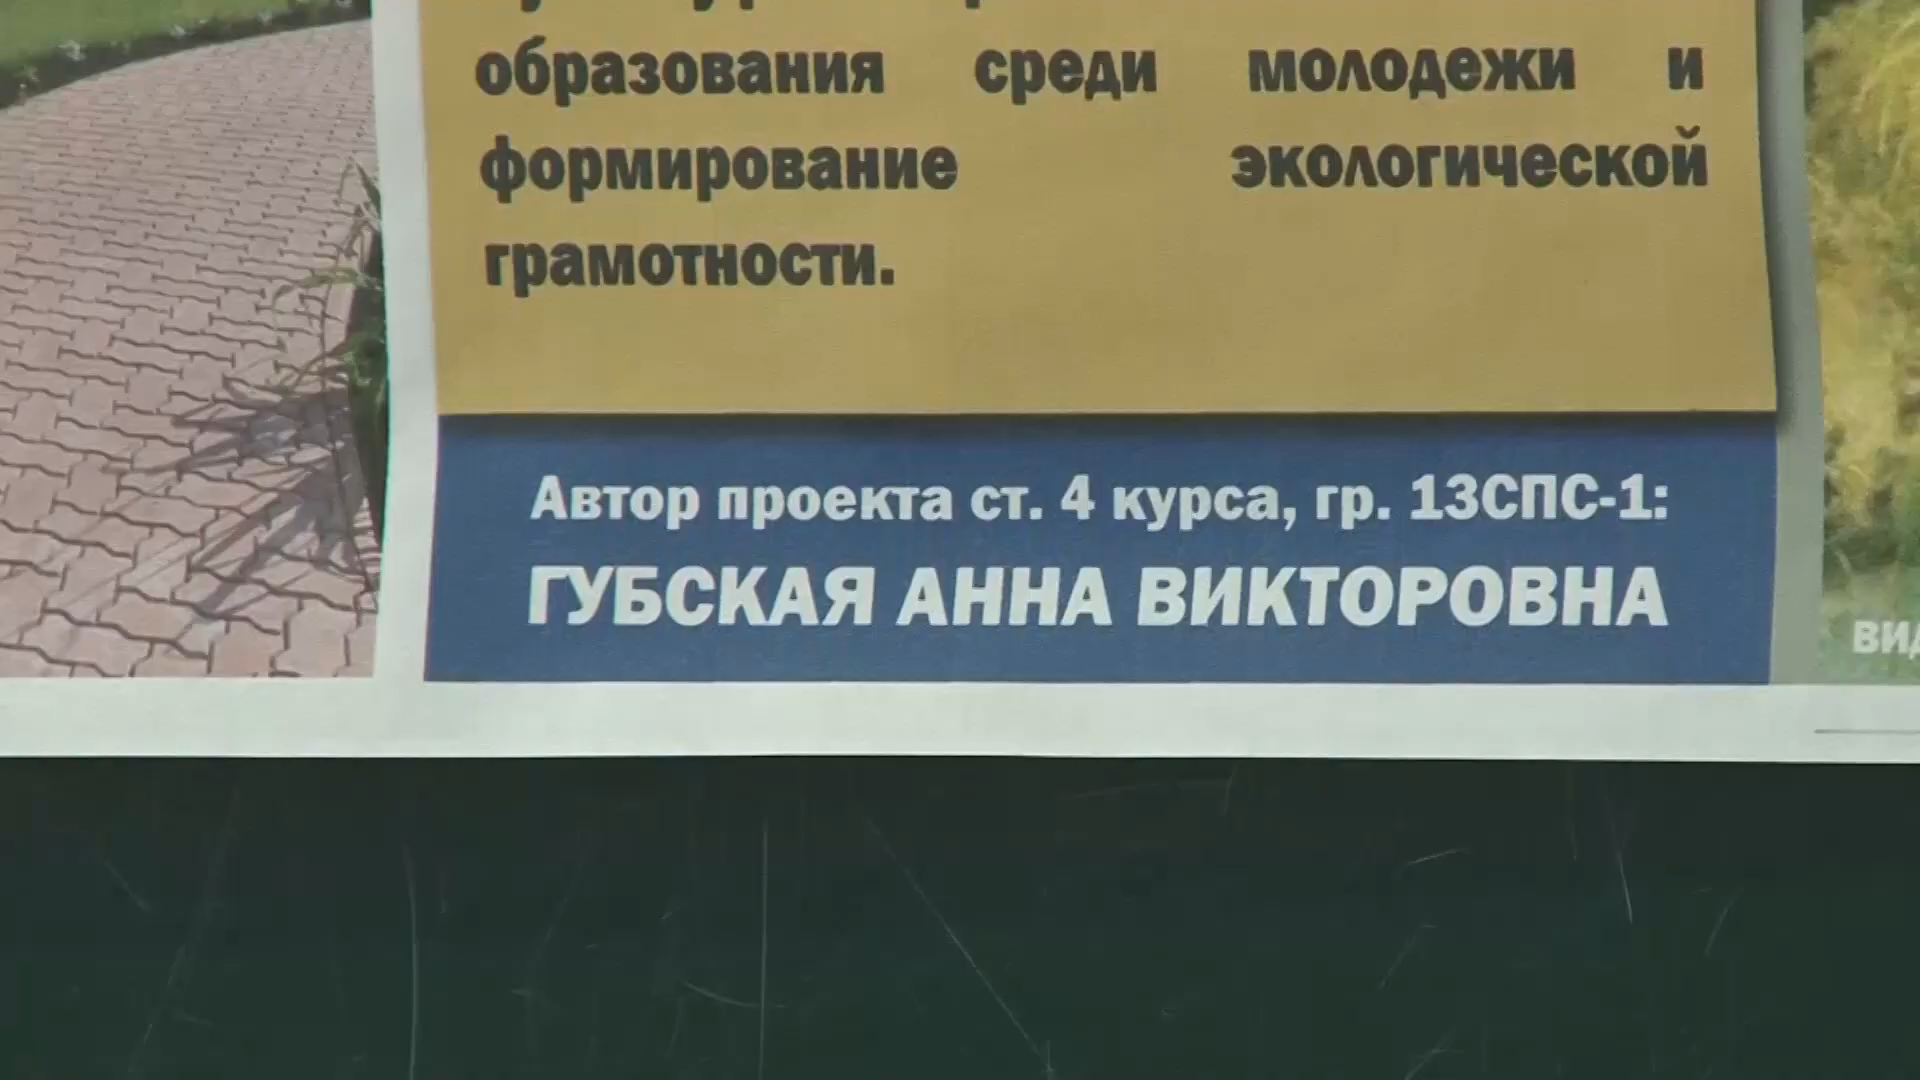 образования среди молодежи и
формирование экологической
грамотности.
Автор проекта ст. 4 курса, гр. 13СПС-1:
ГУБСКАЯ АННА ВИКТОРОВНА